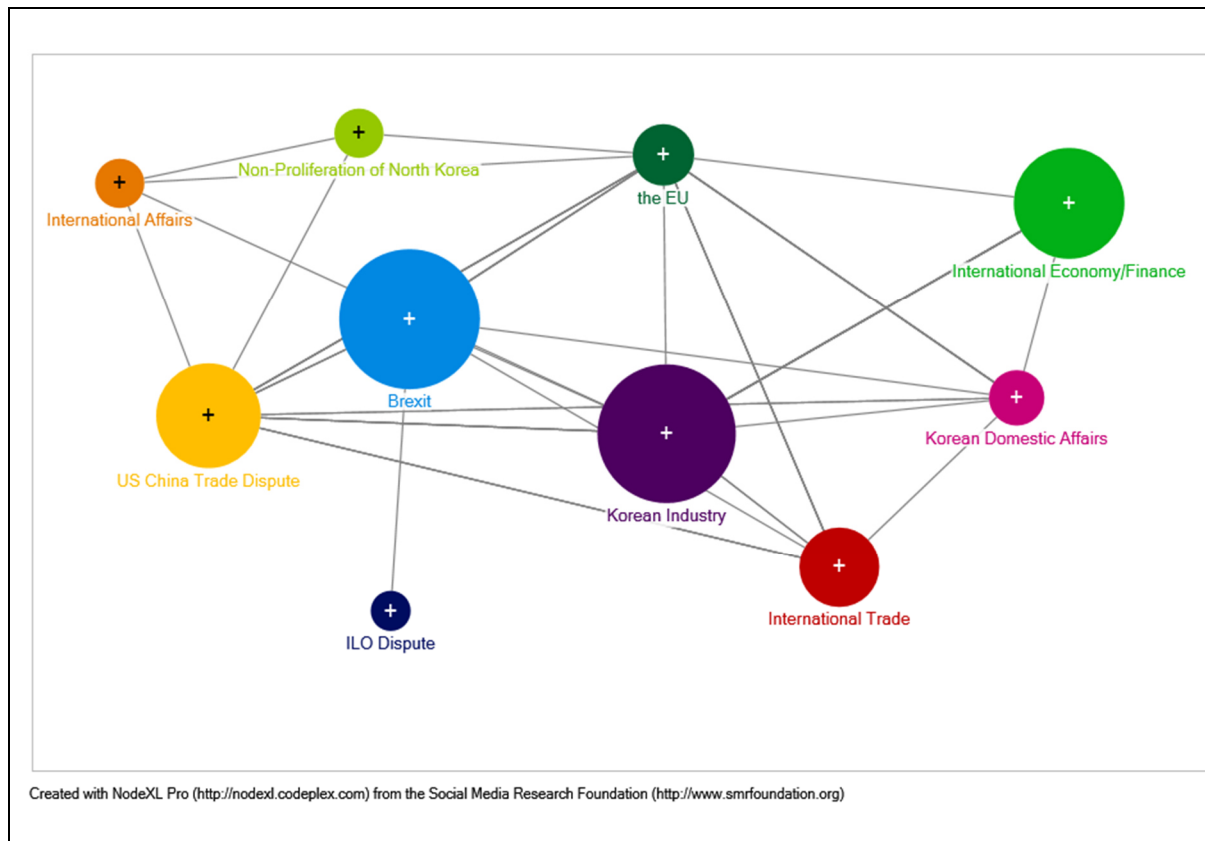 Non-Proliferation of North Korea
International Affairs
the EU
International Economy/Finance
Brexit
Korean Domestic Affairs
US China Trade Dispute
Korean Industry
International Trade
ILO Dispute
Created with NodeXL Pro (http://nodexl.codeplex.com) from the Social Media Research Foundation (http://www.smrfoundation.org)